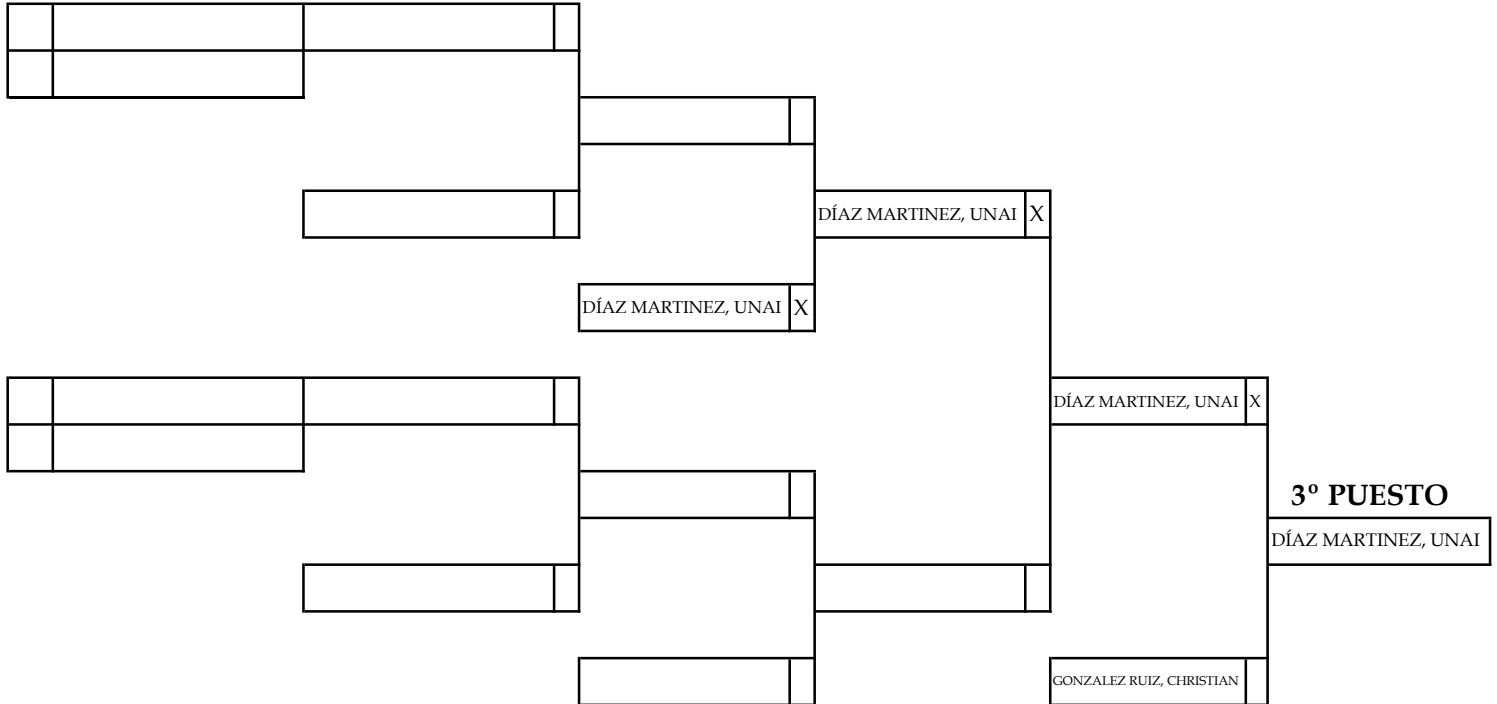 DÍAZ MARTINEZ, UNAI X
DÍAZ MARTINEZ, UNAI X
DÍAZ MARTINEZ, UNAI X
3º PUESTO
DÍAZ MARTINEZ, UNAI
GONZALEZ RUIZ, CHRISTIAN